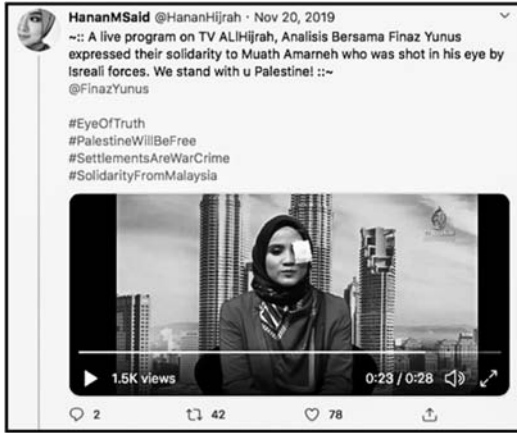 HananMSaid @HananHijrah · Nov 20, 2019
~:: A live program on TV ALIHijrah, Analisis Bersama Finaz Yunus
expressed their solidarity to Muath Amarneh who was shot in his eye by
Isreali forces. We stand with u Palestine! ::~
@FinazYunus
#EyeOfTruth
#PalestineWillBeFree
#SettlementsAreWarCrime
#SolidarityFromMalaysia
1.5K views
0:23 / 0:28
2
42
78